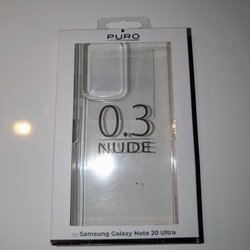 PURO
0.3
NUDE
for Samsung Galaxy Note 20 Ultra